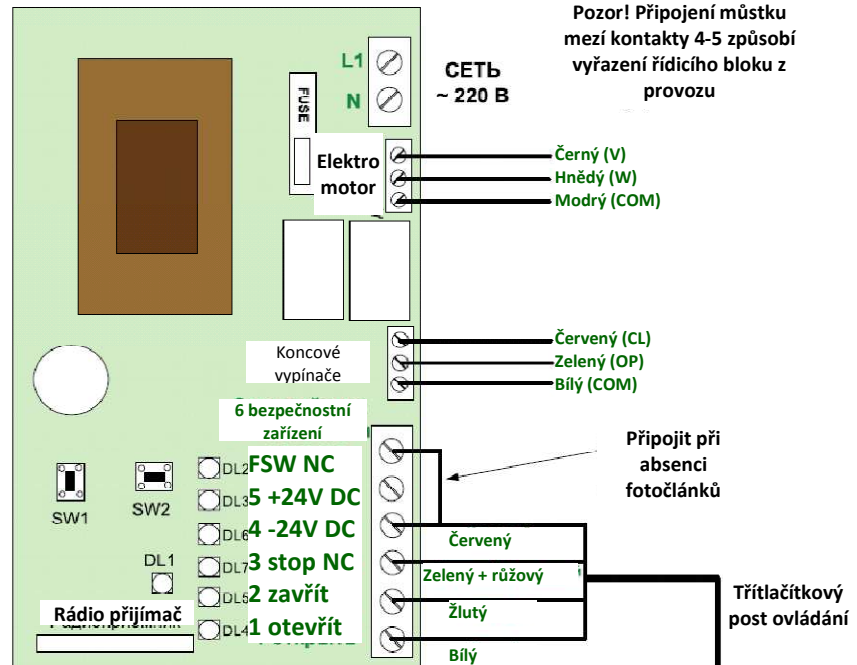 Pozor! Připojení můstku
mezí kontakty 4-5 způsobí
vyřazení řídicího bloku z
provozu
L1
N
СЕТЬ
~ 220 В
FUSE
Elektro
motor
Černý (V)
Hnědý (W)
Modrý (COM)
Koncové
vypínače
Červený (CL)
Zelený (OP)
Bílý (COM)
6 bezpečnostní
zařízení
Připojit při
absenci
fotočlánků
DL2 FSW NC
DL3 5 +24V DC
DL6 4 -24V DC
DL7 3 stop NC
DL5 2 zavřít
DL4 1 otevřít
SW1
SW2
DL1
Rádio přijímač
Červený
Zelený + růžový
Žlutý
Bílý
Třítlačítkový
post ovládání